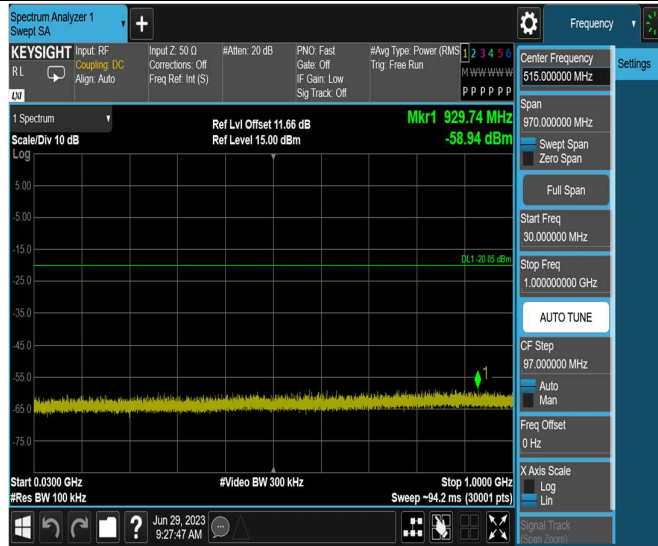 Spectrum Analyzer 1
Swept SA
Frequency
KEYSIGHT
Input: RF
Input Z: 50 Ω
#Atten: 20 dB
PNO: Fast
#Avg Type: Power (RMS
1 2 3 4 5 6
R L
Coupling: DC
Corrections: Off
Gate: Off
Trig: Free Run
M W W W W W
Align: Auto
Freq Ref: Int (S)
IF Gain: Low
Sig Track: Off
P P P P P P
LXI
1 Spectrum
Scale/Div 10 dB
Ref Lvl Offset 11.66 dB
Ref Level 15.00 dBm
Mkr1 929.74 MHz
-58.94 dBm
Log
5.00
-5.00
-15.0
DL1 -20.05 dBm
-25.0
-35.0
-45.0
-55.0
1
-65.0
-75.0
Start 0.0300 GHz
#Res BW 100 kHz
#Video BW 300 kHz
Stop 1.0000 GHz
Sweep ~94.2 ms (30001 pts)
Jun 29, 2023
9:27:47 AM
?
Center Frequency
515.000000 MHz
Settings
Span
970.000000 MHz
Swept Span
Zero Span
Full Span
Start Freq
30.000000 MHz
Stop Freq
1.000000000 GHz
AUTO TUNE
CF Step
97.000000 MHz
Auto
Man
Freq Offset
0 Hz
X Axis Scale
Log
Lin
Signal Track
(Span Zoom)